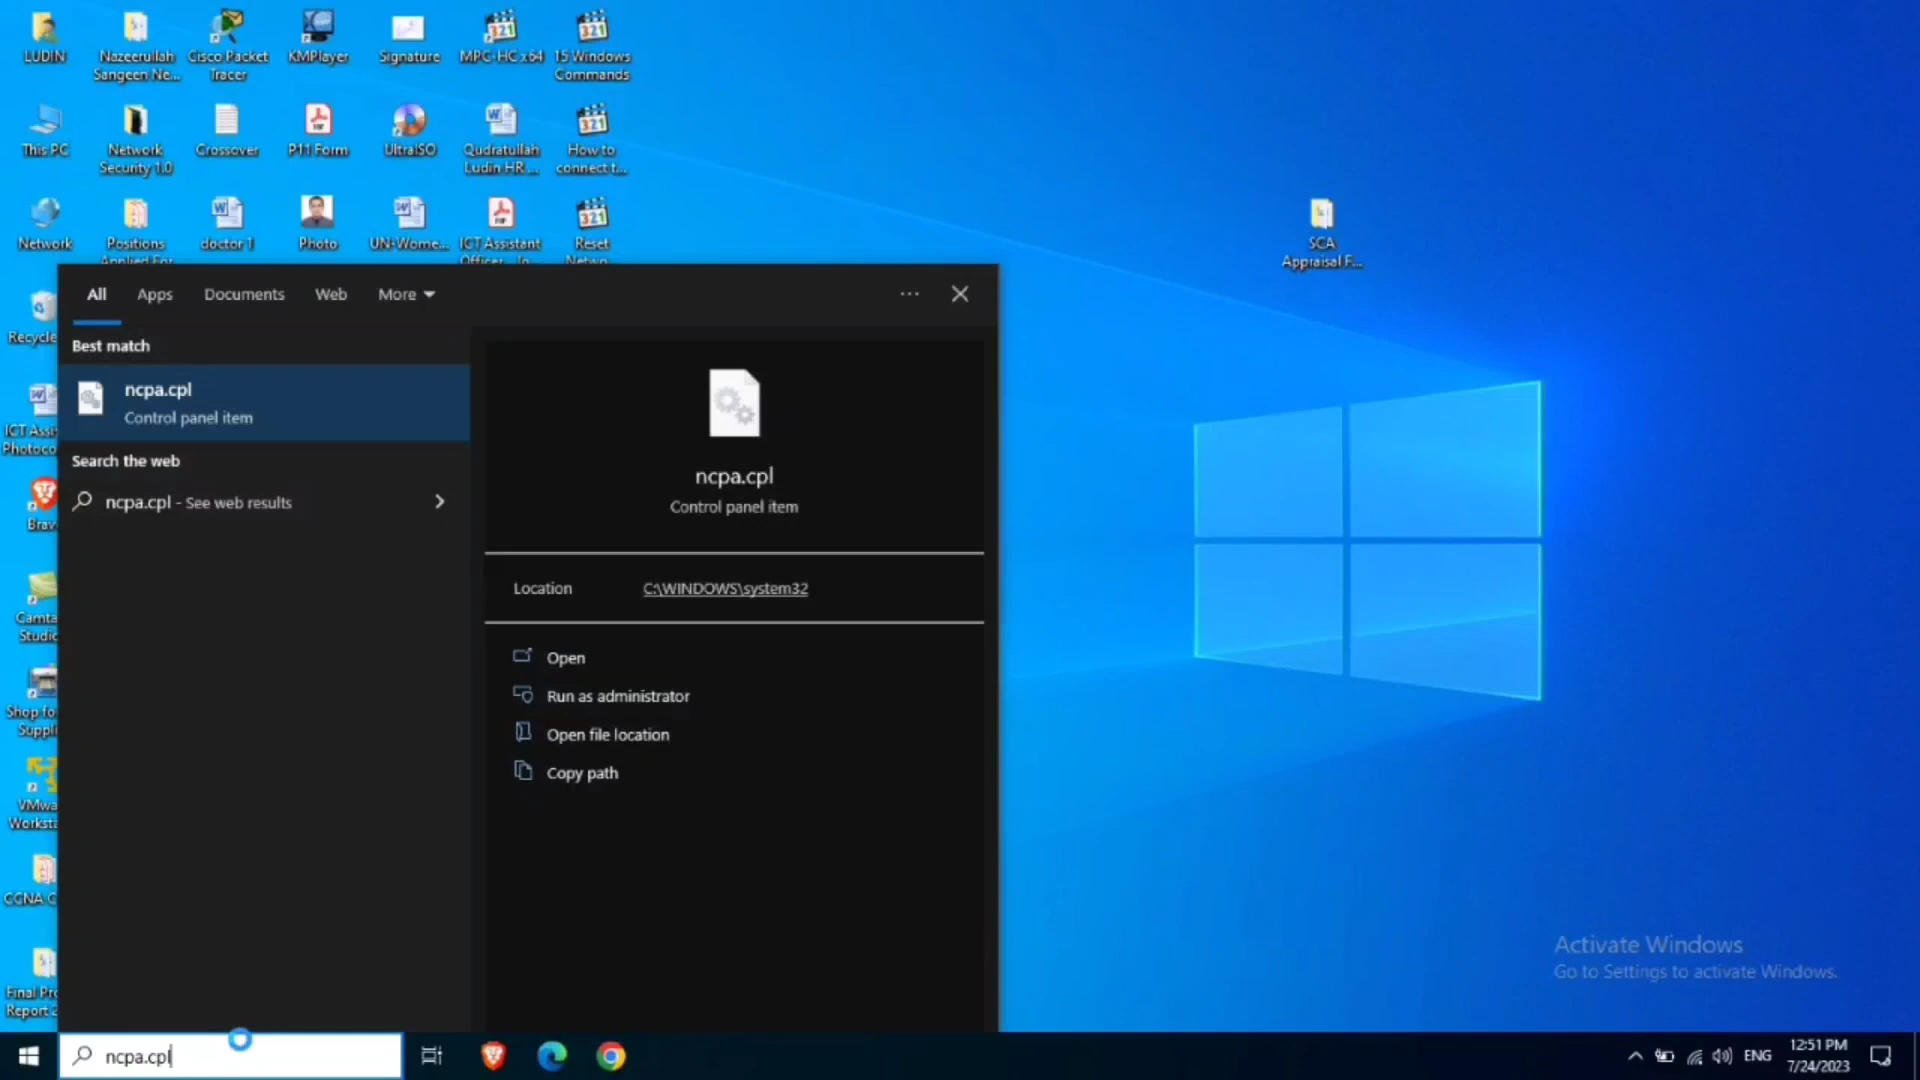 LUDIN
Nazeerullah
Sangeen Ne...
Cisco Packet
Tracer
KMPlayer
Signature
MPC-HC x64
15 Windows
Commands
This PC
Network
Security 1.0
Crossover
P11 Form
UltraISO
Qudratullah
Ludin HR ...
How to
connect t...
Network
Positions
Applied For
doctor 1
Photo
UN-Wome...
ICT Assistant
Officer
Reset
Netwo
SCA
Appraisal F...
All
Apps
Documents
Web
More
Best match
ncpa.cpl
Control panel item
Search the web
ncpa.cpl - See web results
ncpa.cpl
Control panel item
Location
C:\WINDOWS\system32
Open
Run as administrator
Open file location
Copy path
Recycle
ICT Assi
Photoco
Brav
Camta
Studio
Shop fo
Suppli
VMwa
Worksta
CCNA C
Final Pro
Report 2
Activate Windows
Go to Settings to activate Windows.
ncpa.cpl
ENG
12:51 PM
7/24/2023